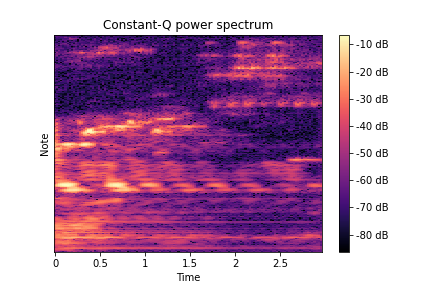 Constant-Q power spectrum
-10 dB
-20 dB
-30 dB
-40 dB
-50 dB
-60 dB
-70 dB
-80 dB
Note
0
0.5
1
1.5
2
2.5
Time